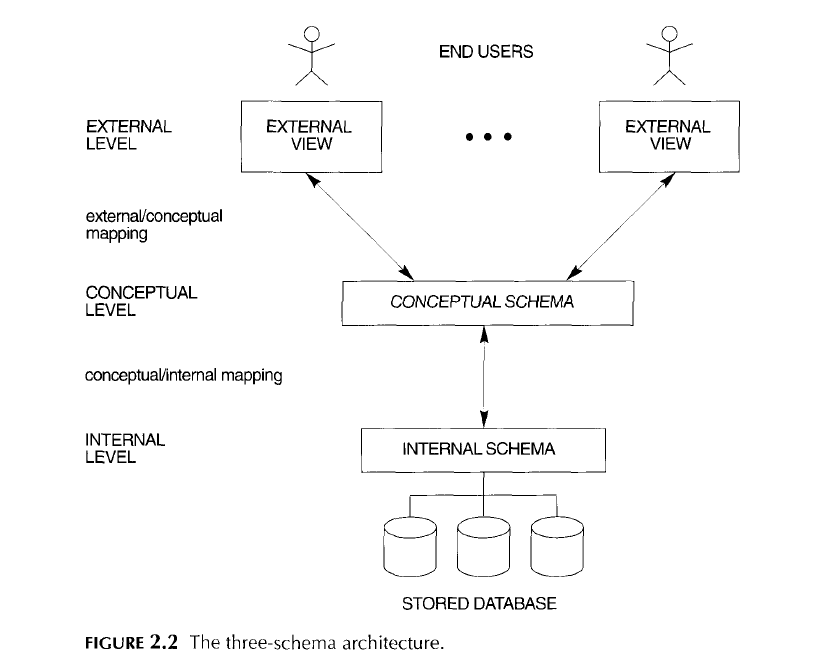 END USERS
EXTERNAL
LEVEL
EXTERNAL
VIEW
• • •
EXTERNAL
VIEW
external/conceptual
mapping
CONCEPTUAL
LEVEL
CONCEPTUAL SCHEMA
conceptual/internal mapping
INTERNAL
LEVEL
INTERNAL SCHEMA
STORED DATABASE
FIGURE 2.2 The three-schema architecture.